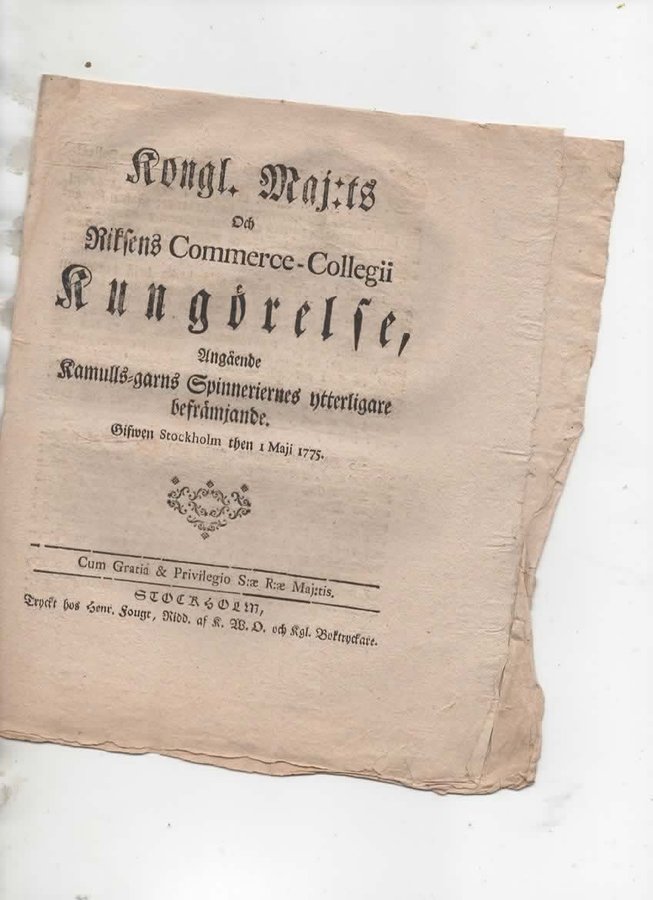 Kongl. Maj:ts
Och
Riksens Commerce-Collegii
Kungörelse,
Angående
Kamulls-garns Spinneriernes ytterligare
befrämjande.
Gifwen Stockholm then 1 Maji 1775.
Cum Gratiâ & Privilegio S:æ R:æ Maj:tis.
STOCKHOLM,
Tryckt hos Henr. Fougt, Ridd. af K. W. O. och Kgl. Boktryckare.